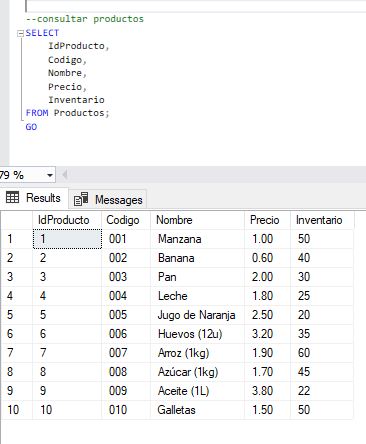 --consultar productos
SELECT
IdProducto,
Codigo,
Nombre,
Precio,
Inventario
FROM Productos;
GO
79 %
Results Messages
IdProducto Codigo Nombre Precio Inventario
1 1 001 Manzana 1.00 50
2 2 002 Banana 0.60 40
3 3 003 Pan 2.00 30
4 4 004 Leche 1.80 25
5 5 005 Jugo de Naranja 2.50 20
6 6 006 Huevos (12u) 3.20 35
7 7 007 Arroz (1kg) 1.90 60
8 8 008 Azúcar (1kg) 1.70 45
9 9 009 Aceite (1L) 3.80 22
10 10 010 Galletas 1.50 50